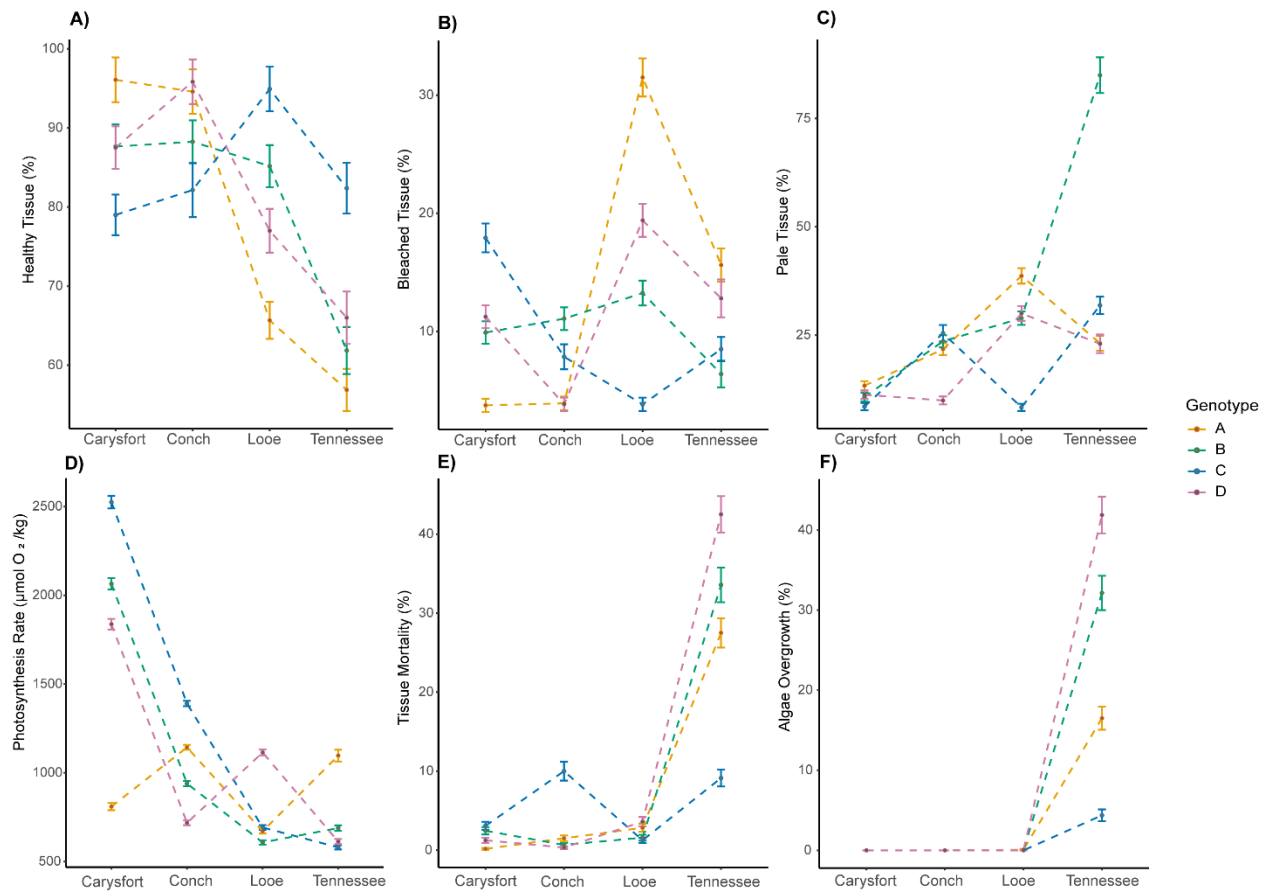 A)
B)
C)
Healthy Tissue (%)
100
90
80
70
60
Carysfort Conch Looe Tennessee
Bleached Tissue (%)
30
20
10
Carysfort Conch Looe Tennessee
Pale Tissue (%)
75
50
25
Carysfort Conch Looe Tennessee
Genotype
A
B
C
D
D)
E)
F)
Photosynthesis Rate (µmol O ₂ /kg)
2500
2000
1500
1000
500
Carysfort Conch Looe Tennessee
Tissue Mortality (%)
40
30
20
10
0
Carysfort Conch Looe Tennessee
Algae Overgrowth (%)
40
30
20
10
0
Carysfort Conch Looe Tennessee